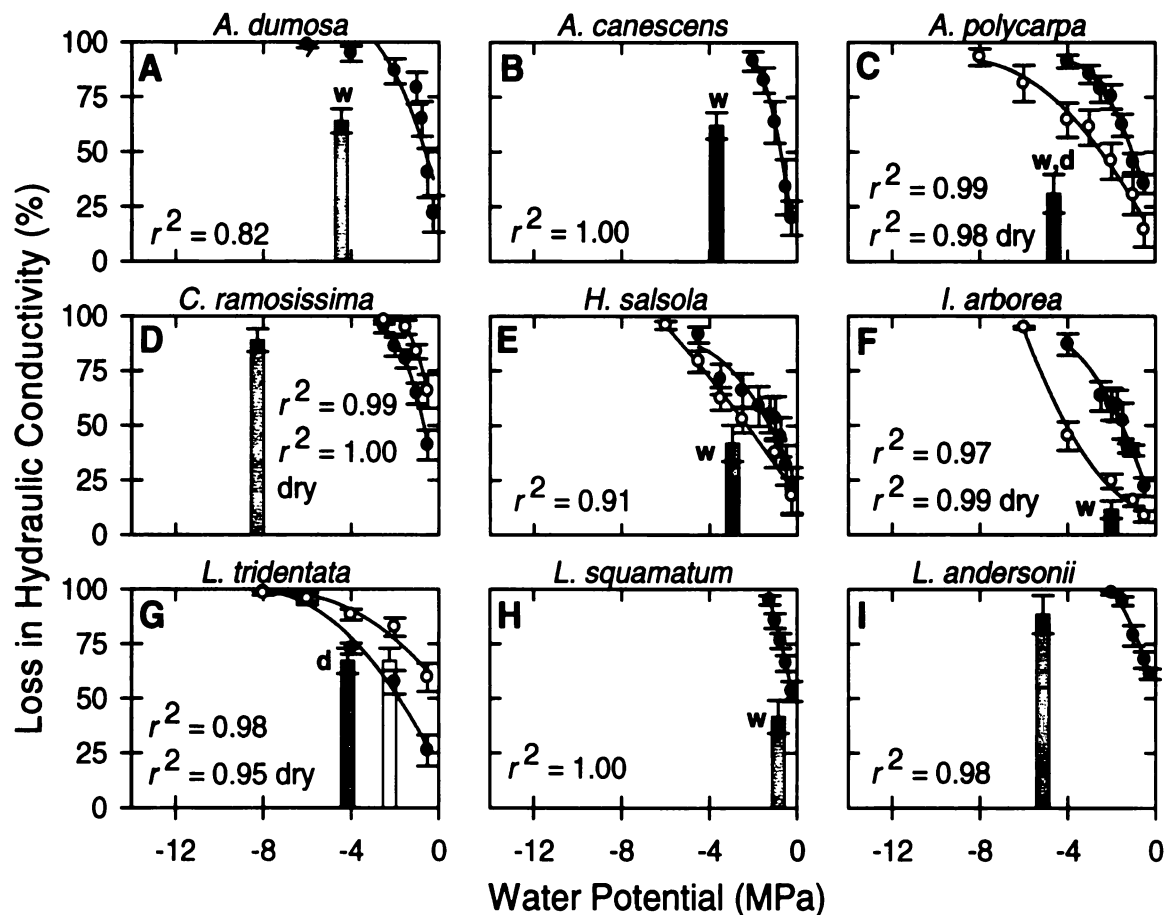 A. dumosa A. canescens A. polycarpa
100 A B C
75 w w
50 w,d
25 r² = 0.82 r² = 1.00 r² = 0.99
0 r² = 0.98 dry
C. ramosissima H. salsola I. arborea
100 D E F
75 r² = 0.99
50 r² = 1.00 w r² = 0.97
25 dry r² = 0.91 r² = 0.99 dry w
0
L. tridentata L. squamatum L. andersonii
100 G H I
75 d
50 r² = 0.98 w
25 r² = 0.95 dry r² = 1.00 r² = 0.98
0
-12 -8 -4 0 -12 -8 -4 0 -12 -8 -4 0
Water Potential (MPa)
Loss in Hydraulic Conductivity (%)